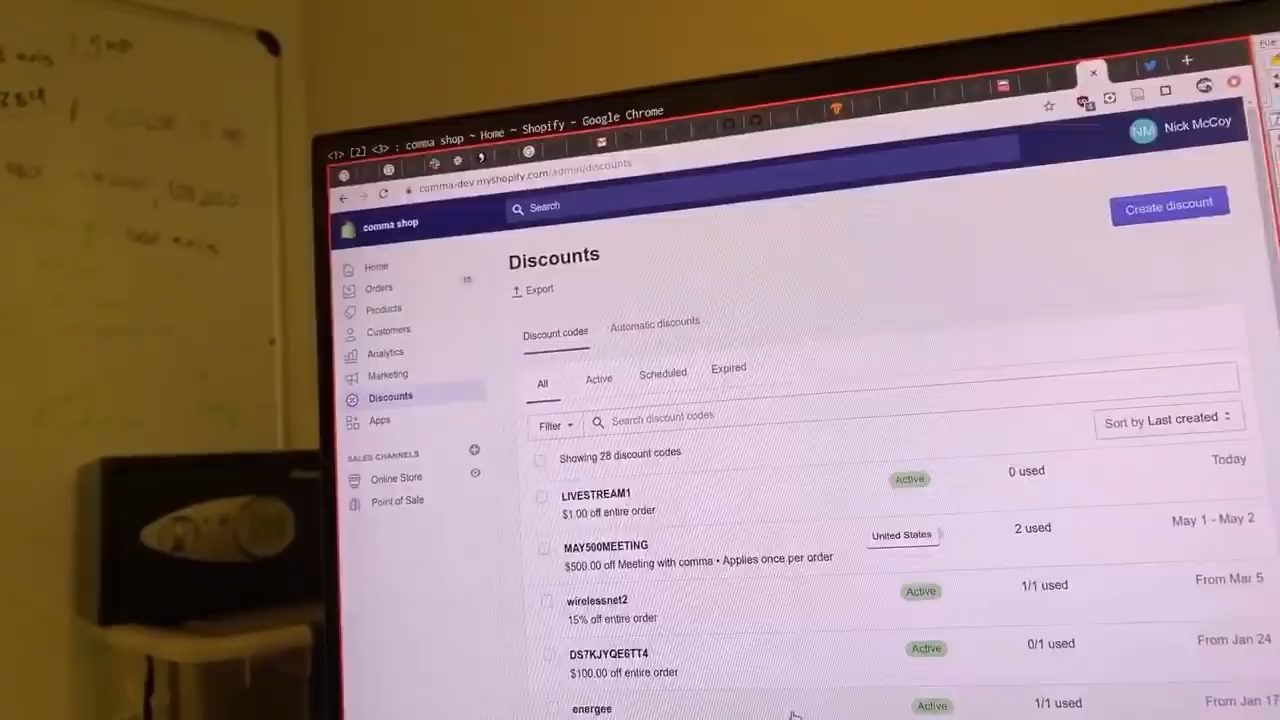 <1> [2] <3> : comma shop ~ Home ~ Shopify - Google Chrome
comma-dev.myshopify.com/admin/discounts
comma shop
Search
NM Nick McCoy
Home
Orders 15
Products
Customers
Analytics
Marketing
Discounts
Apps
SALES CHANNELS
Online Store
Point of Sale
Discounts
Create discount
Export
Discount codes Automatic discounts
All Active Scheduled Expired
Filter Search discount codes
Sort by Last created
Showing 28 discount codes
LIVESTREAM1 Active 0 used Today
$1.00 off entire order
MAY500MEETING United States 2 used May 1 - May 2
$500.00 off Meeting with comma • Applies once per order
wirelessnet2 Active 1/1 used From Mar 5
15% off entire order
DS7KJYQE6TT4 Active 0/1 used From Jan 24
$100.00 off entire order
energee Active 1/1 used From Jan 17